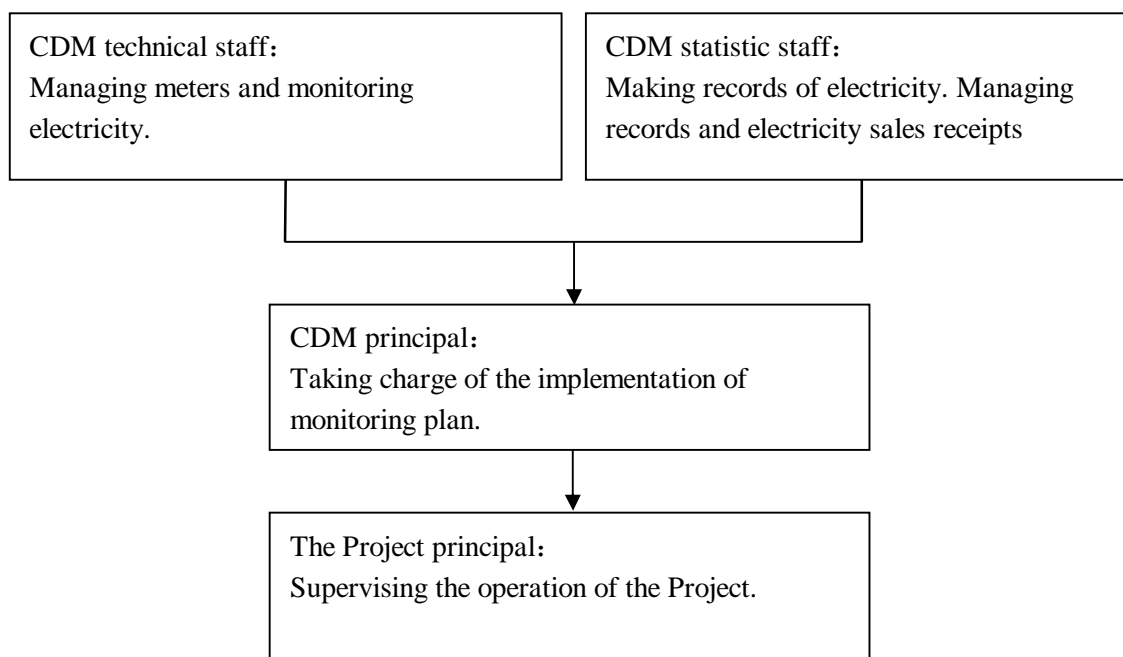 CDM technical staff：
Managing meters and monitoring
electricity.
CDM statistic staff：
Making records of electricity. Managing
records and electricity sales receipts
CDM principal：
Taking charge of the implementation of
monitoring plan.
The Project principal：
Supervising the operation of the Project.